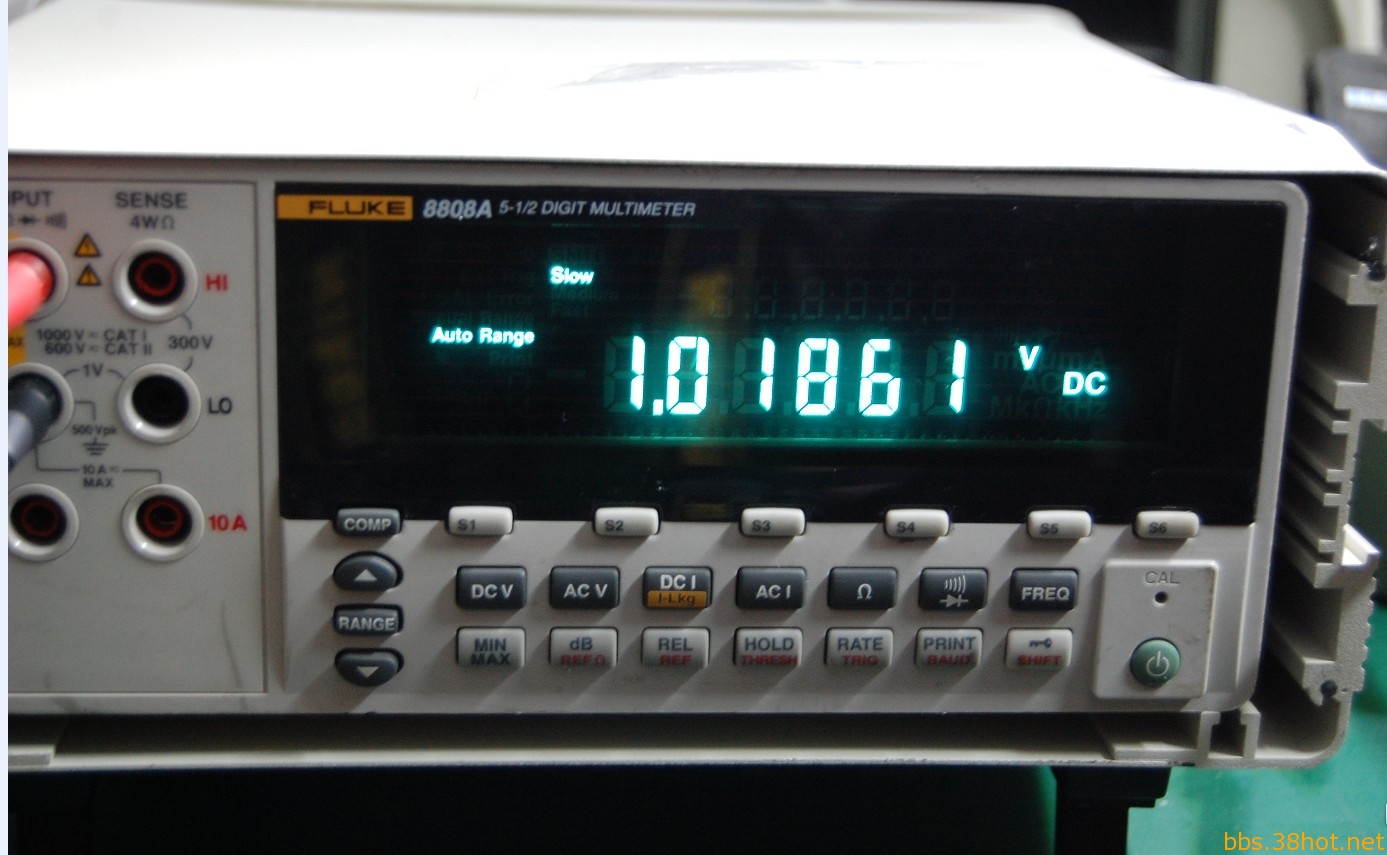 SENSE
4WΩ
HI
1000V CAT I
600V CAT II
300V
1V
LO
500Vpk
10A
MAX
10A
FLUKE 8808A 5-1/2 DIGIT MULTIMETER
Slow
Auto Range
1.01861 V DC
COMP S1 S2 S3 S4 S5 S6
DC V AC V DC I AC I Ω FREQ
I-Lkg
RANGE
MIN MAX dB REL HOLD RATE PRINT
REF Ω REF THRESH TRIG BAUD SHIFT
CAL
bbs.38hot.net